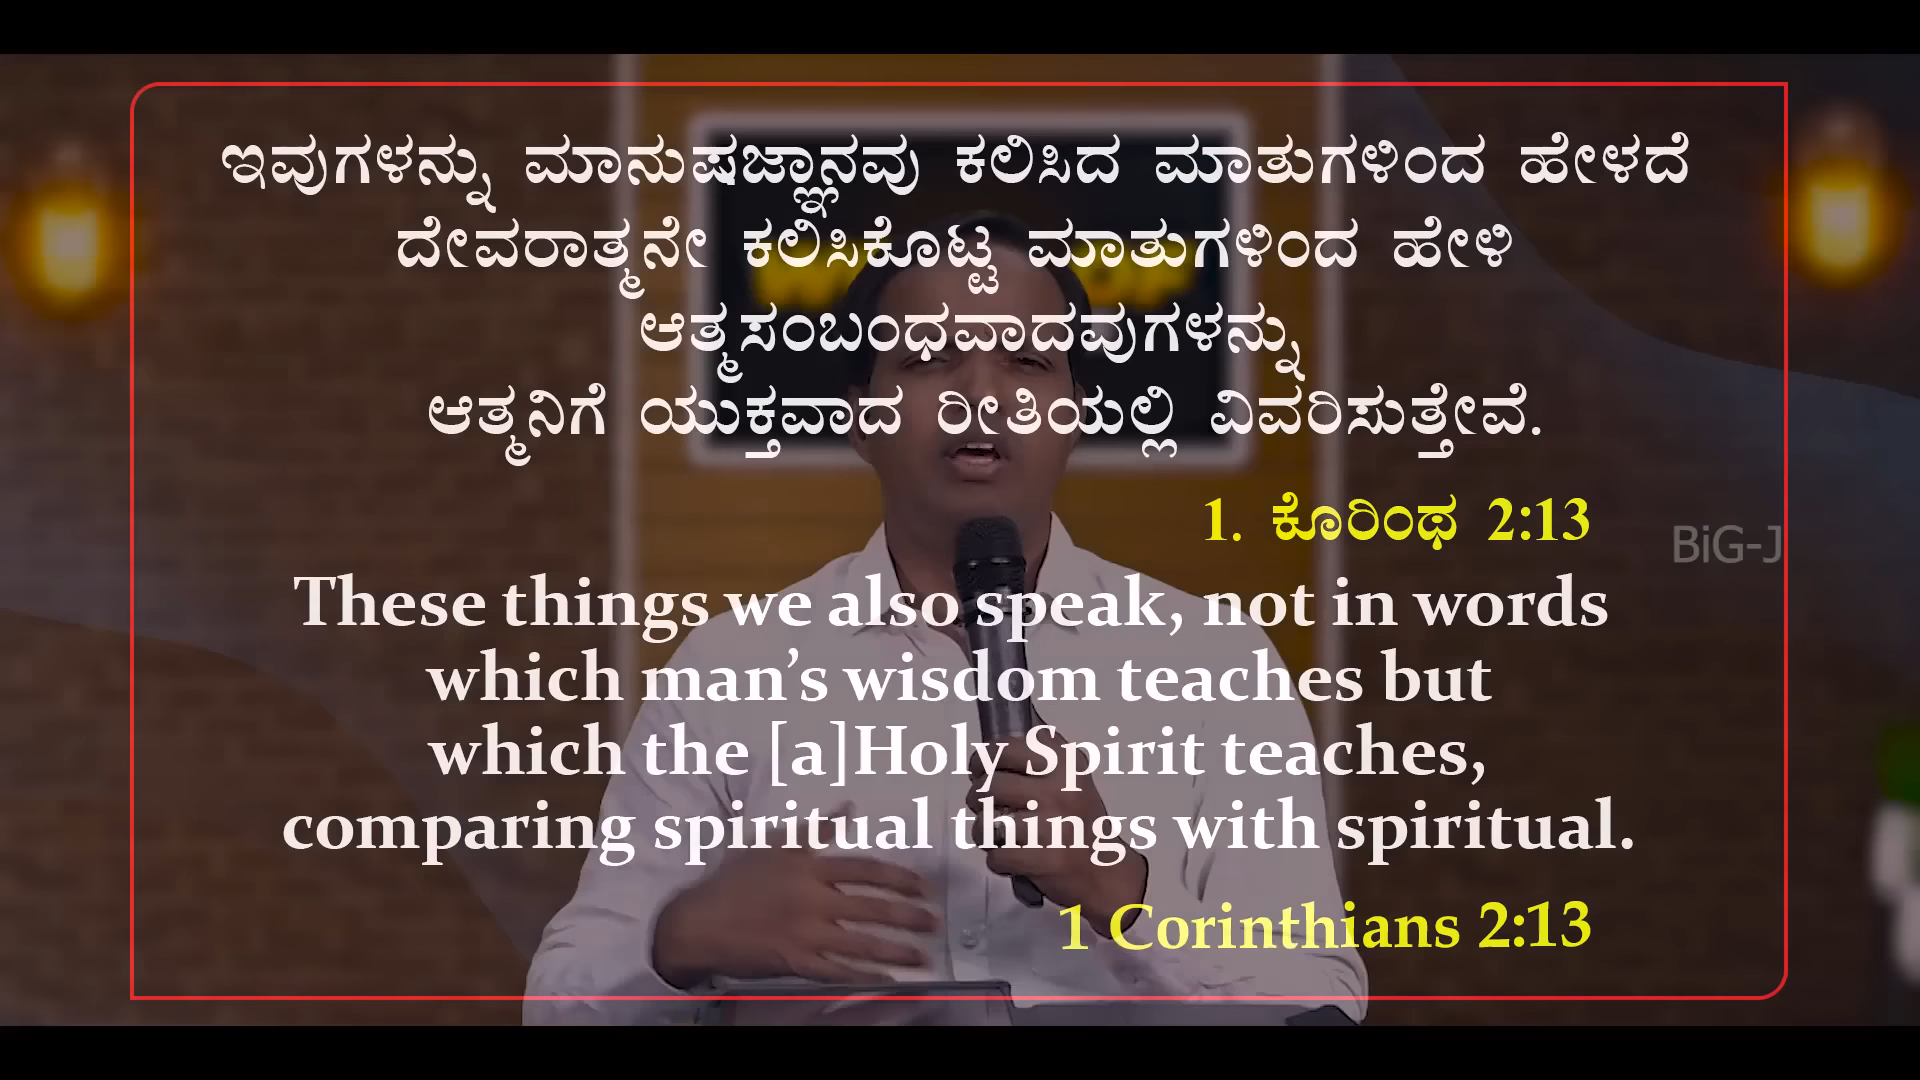 ಇವುಗಳನ್ನು ಮಾನುಷಜ್ಞಾನವು ಕಲಿಸಿದ ಮಾತುಗಳಿಂದ ಹೇಳದೆ
ದೇವರಾತ್ಮನೇ ಕಲಿಸಿಕೊಟ್ಟ ಮಾತುಗಳಿಂದ ಹೇಳಿ
ಆತ್ಮಸಂಬಂಧವಾದವುಗಳನ್ನು
ಆತ್ಮನಿಗೆ ಯುಕ್ತವಾದ ರೀತಿಯಲ್ಲಿ ವಿವರಿಸುತ್ತೇವೆ.
1. ಕೊರಿಂಥ 2:13
BiG-J
These things we also speak, not in words
which man’s wisdom teaches but
which the [a]Holy Spirit teaches,
comparing spiritual things with spiritual.
1 Corinthians 2:13